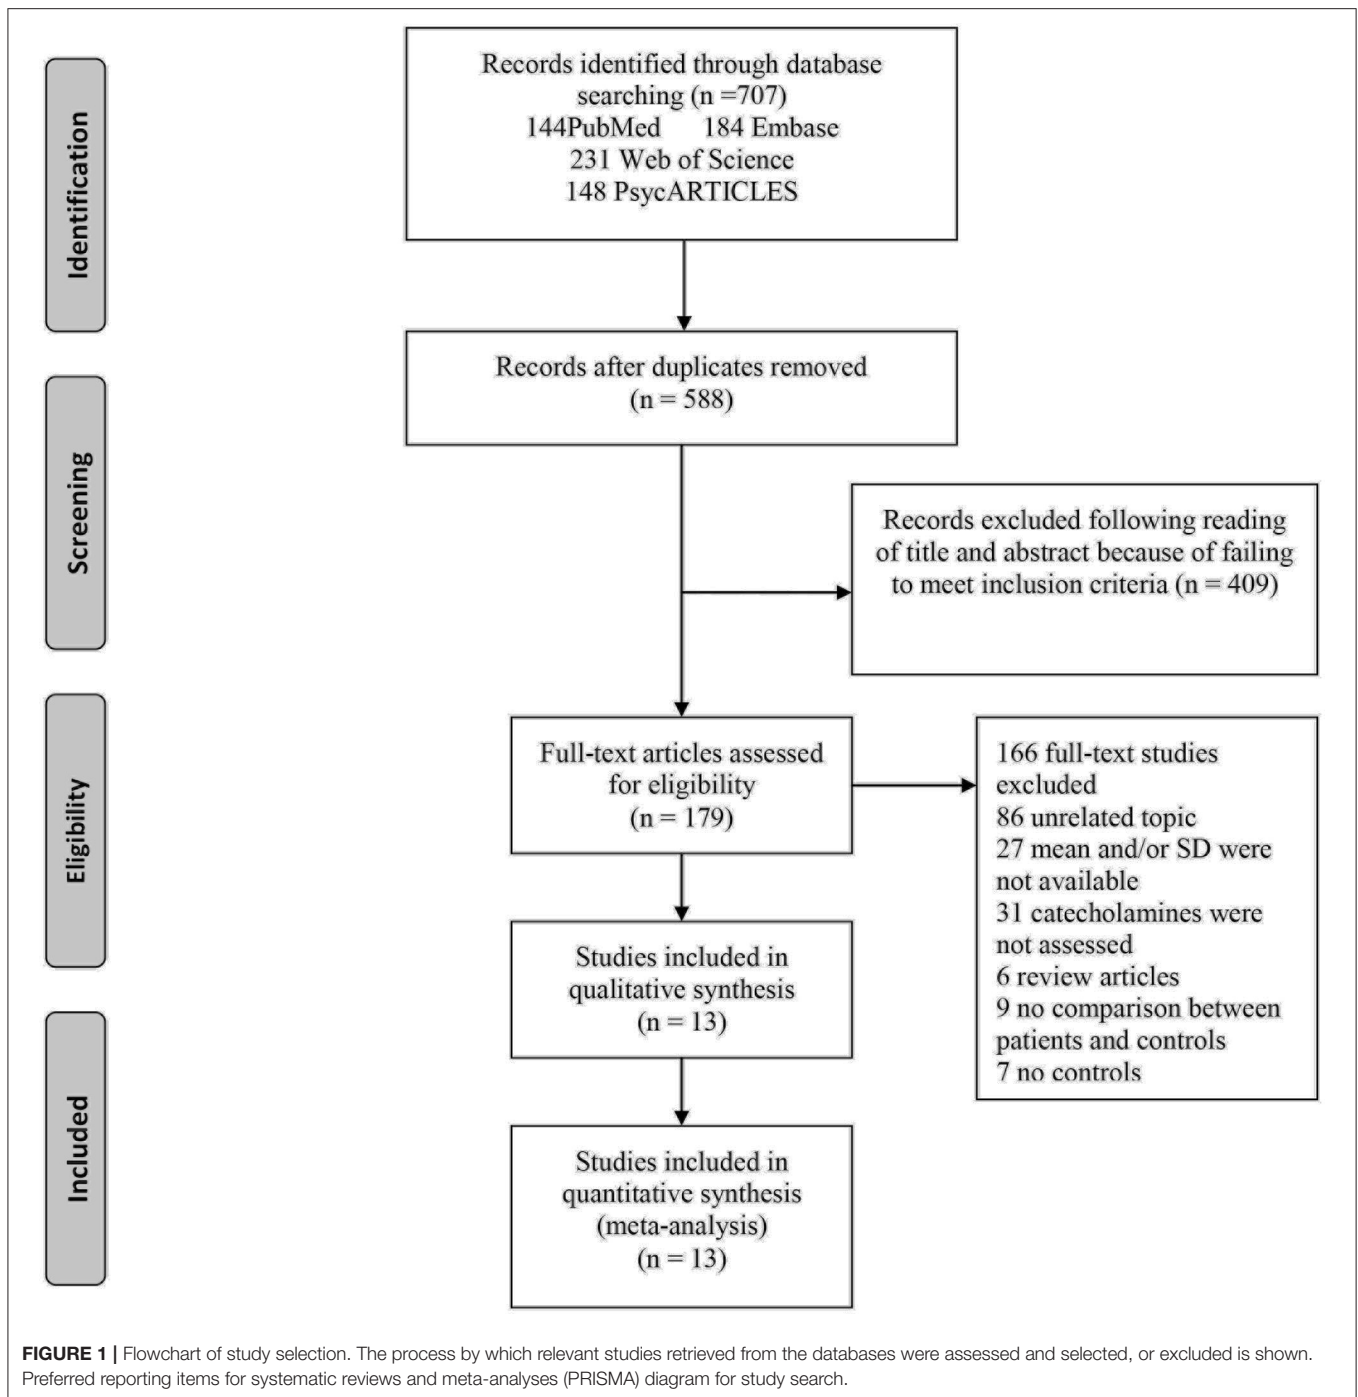 Identification
Records identified through database
searching (n =707)
144PubMed 184 Embase
231 Web of Science
148 PsycARTICLES
Screening
Records after duplicates removed
(n = 588)
Records excluded following reading
of title and abstract because of failing
to meet inclusion criteria (n = 409)
Eligibility
Full-text articles assessed
for eligibility
(n = 179)
166 full-text studies
excluded
86 unrelated topic
27 mean and/or SD were
not available
31 catecholamines were
not assessed
6 review articles
9 no comparison between
patients and controls
7 no controls
Studies included in
qualitative synthesis
(n = 13)
Included
Studies included in
quantitative synthesis
(meta-analysis)
(n = 13)
FIGURE 1 | Flowchart of study selection. The process by which relevant studies retrieved from the databases were assessed and selected, or excluded is shown.
Preferred reporting items for systematic reviews and meta-analyses (PRISMA) diagram for study search.